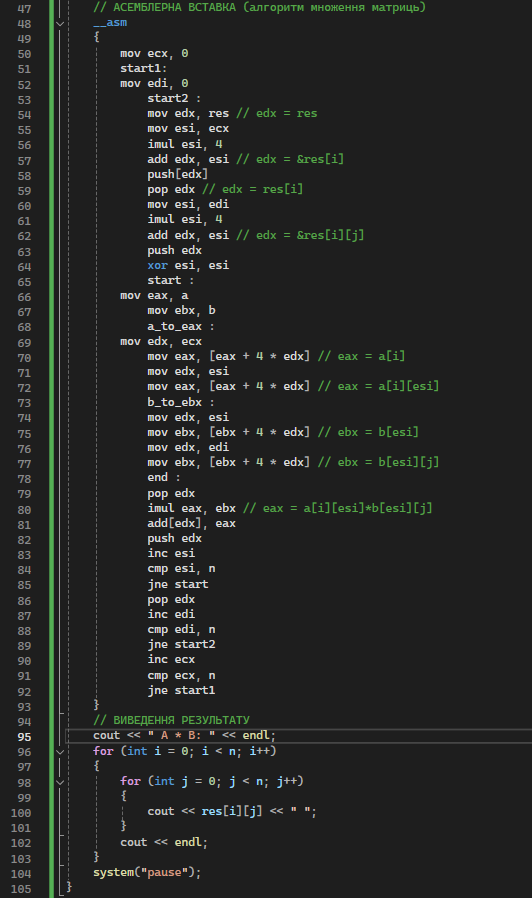 47 // АСЕМБЛЕРНА ВСТАВКА (алгоритм множення матриць)
48 __asm
49 {
50 mov ecx, 0
51 start1:
52 mov edi, 0
53 start2 :
54 mov edx, res // edx = res
55 mov esi, ecx
56 imul esi, 4
57 add edx, esi // edx = &res[i]
58 push[edx]
59 pop edx // edx = res[i]
60 mov esi, edi
61 imul esi, 4
62 add edx, esi // edx = &res[i][j]
63 push edx
64 xor esi, esi
65 start :
66 mov eax, a
67 mov ebx, b
68 a_to_eax :
69 mov edx, ecx
70 mov eax, [eax + 4 * edx] // eax = a[i]
71 mov edx, esi
72 mov eax, [eax + 4 * edx] // eax = a[i][esi]
73 b_to_ebx :
74 mov edx, esi
75 mov ebx, [ebx + 4 * edx] // ebx = b[esi]
76 mov edx, edi
77 mov ebx, [ebx + 4 * edx] // ebx = b[esi][j]
78 end :
79 pop edx
80 imul eax, ebx // eax = a[i][esi]*b[esi][j]
81 add[edx], eax
82 push edx
83 inc esi
84 cmp esi, n
85 jne start
86 pop edx
87 inc edi
88 cmp edi, n
89 jne start2
90 inc ecx
91 cmp ecx, n
92 jne start1
93 }
94 // ВИВЕДЕННЯ РЕЗУЛЬТАТУ
95 cout << " A * B: " << endl;
96 for (int i = 0; i < n; i++)
97 {
98 for (int j = 0; j < n; j++)
99 {
100 cout << res[i][j] << " ";
101 }
102 cout << endl;
103 }
104 system("pause");
105 }